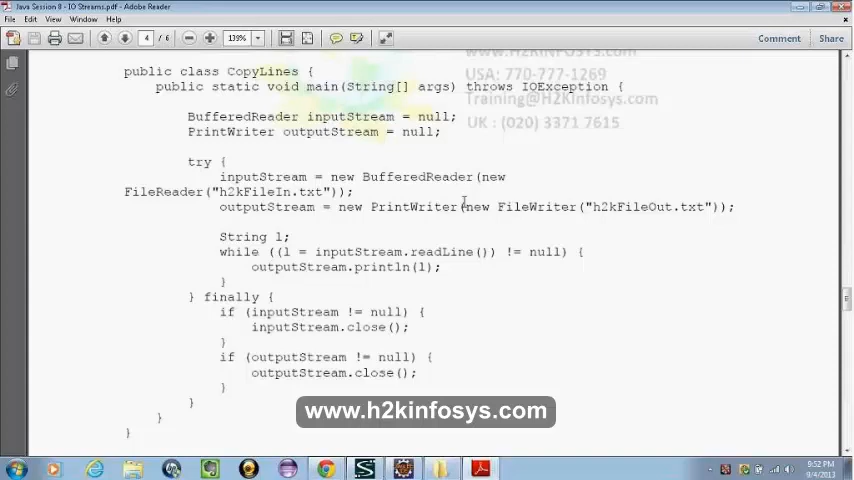 Java Session 8 - IO Streams.pdf - Adobe Reader
File Edit View Window Help
4 / 6
139%
Comment
Share
www.H2KInfosys.com
USA: 770-777-1269
Training@H2Kinfosys.com
UK : (020) 3371 7615
public class CopyLines {
public static void main(String[] args) throws IOException {
BufferedReader inputStream = null;
PrintWriter outputStream = null;
try {
inputStream = new BufferedReader(new
FileReader("h2kFileIn.txt"));
outputStream = new PrintWriter(new FileWriter("h2kFileOut.txt"));
String l;
while ((l = inputStream.readLine()) != null) {
outputStream.println(l);
}
} finally {
if (inputStream != null) {
inputStream.close();
}
if (outputStream != null) {
outputStream.close();
}
}
}
}
www.h2kinfosys.com
9:52 PM
9/4/2013